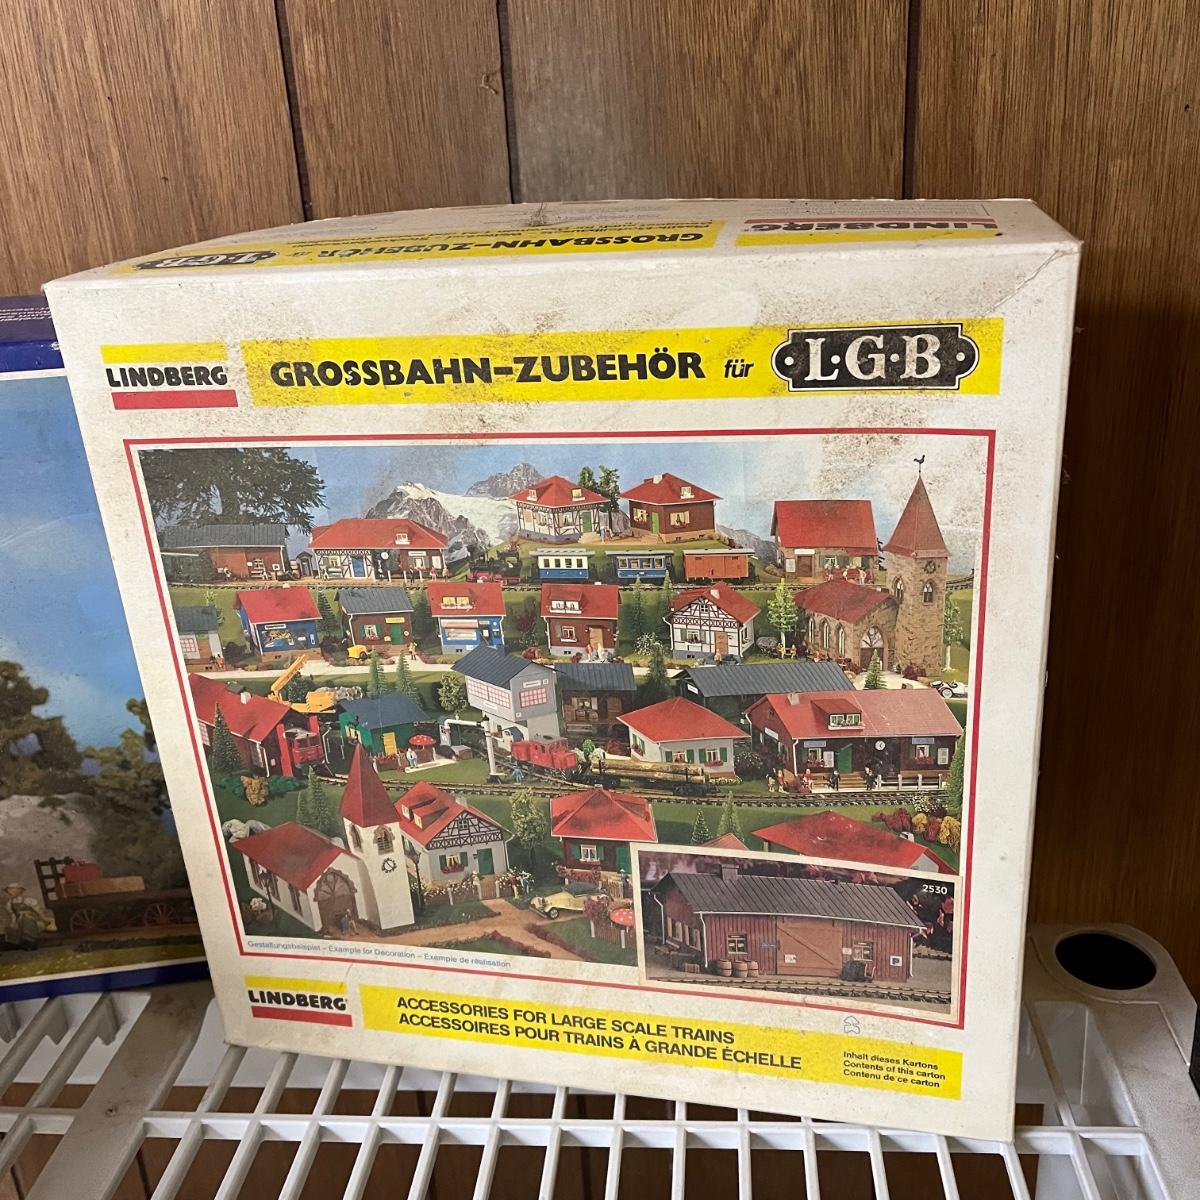 GROSSBAHN-ZUBEHÖR für L·G·B
LINDBERG
LINDBERG
GROSSBAHN-ZUBEHÖR für
L·G·B
2530
Gestaltungsbeispiel – Example for Decoration – Exemple de réalisation
LINDBERG
ACCESSORIES FOR LARGE SCALE TRAINS
ACCESSOIRES POUR TRAINS À GRANDE ÉCHELLE
Inhalt dieses Kartons
Contents of this carton
Contenu de ce carton